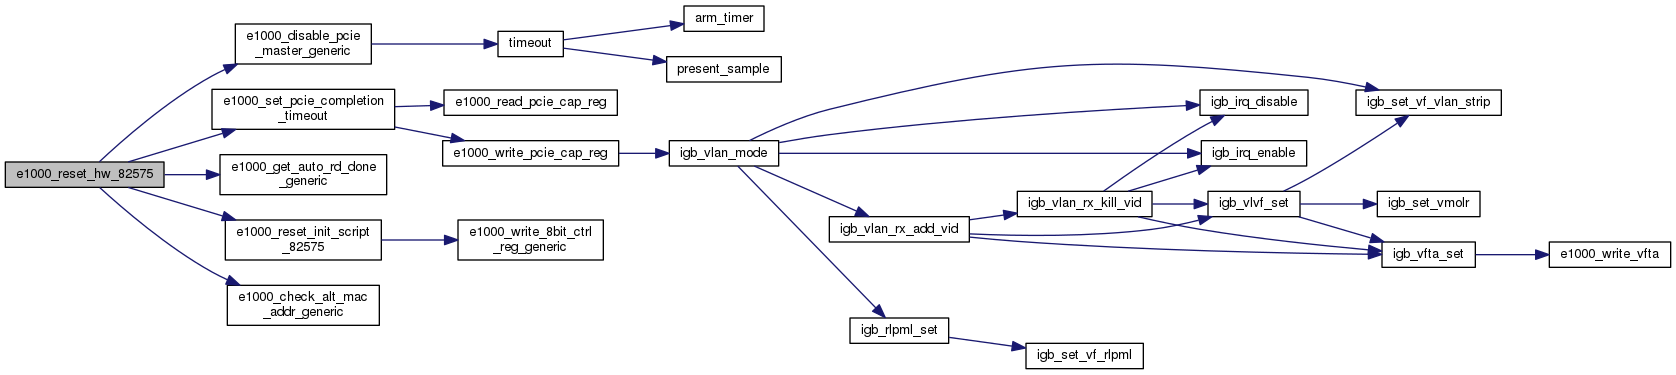 arm_timer
e1000_disable_pcie
_master_generic
timeout
present_sample
e1000_set_pcie_completion
_timeout
e1000_read_pcie_cap_reg
igb_irq_disable
igb_set_vf_vlan_strip
e1000_write_pcie_cap_reg
igb_vlan_mode
igb_irq_enable
e1000_reset_hw_82575
e1000_get_auto_rd_done
_generic
igb_vlan_rx_kill_vid
igb_vlvf_set
igb_set_vmolr
igb_vlan_rx_add_vid
e1000_reset_init_script
_82575
e1000_write_8bit_ctrl
_reg_generic
igb_vfta_set
e1000_write_vfta
e1000_check_alt_mac
_addr_generic
igb_rlpml_set
igb_set_vf_rlpml